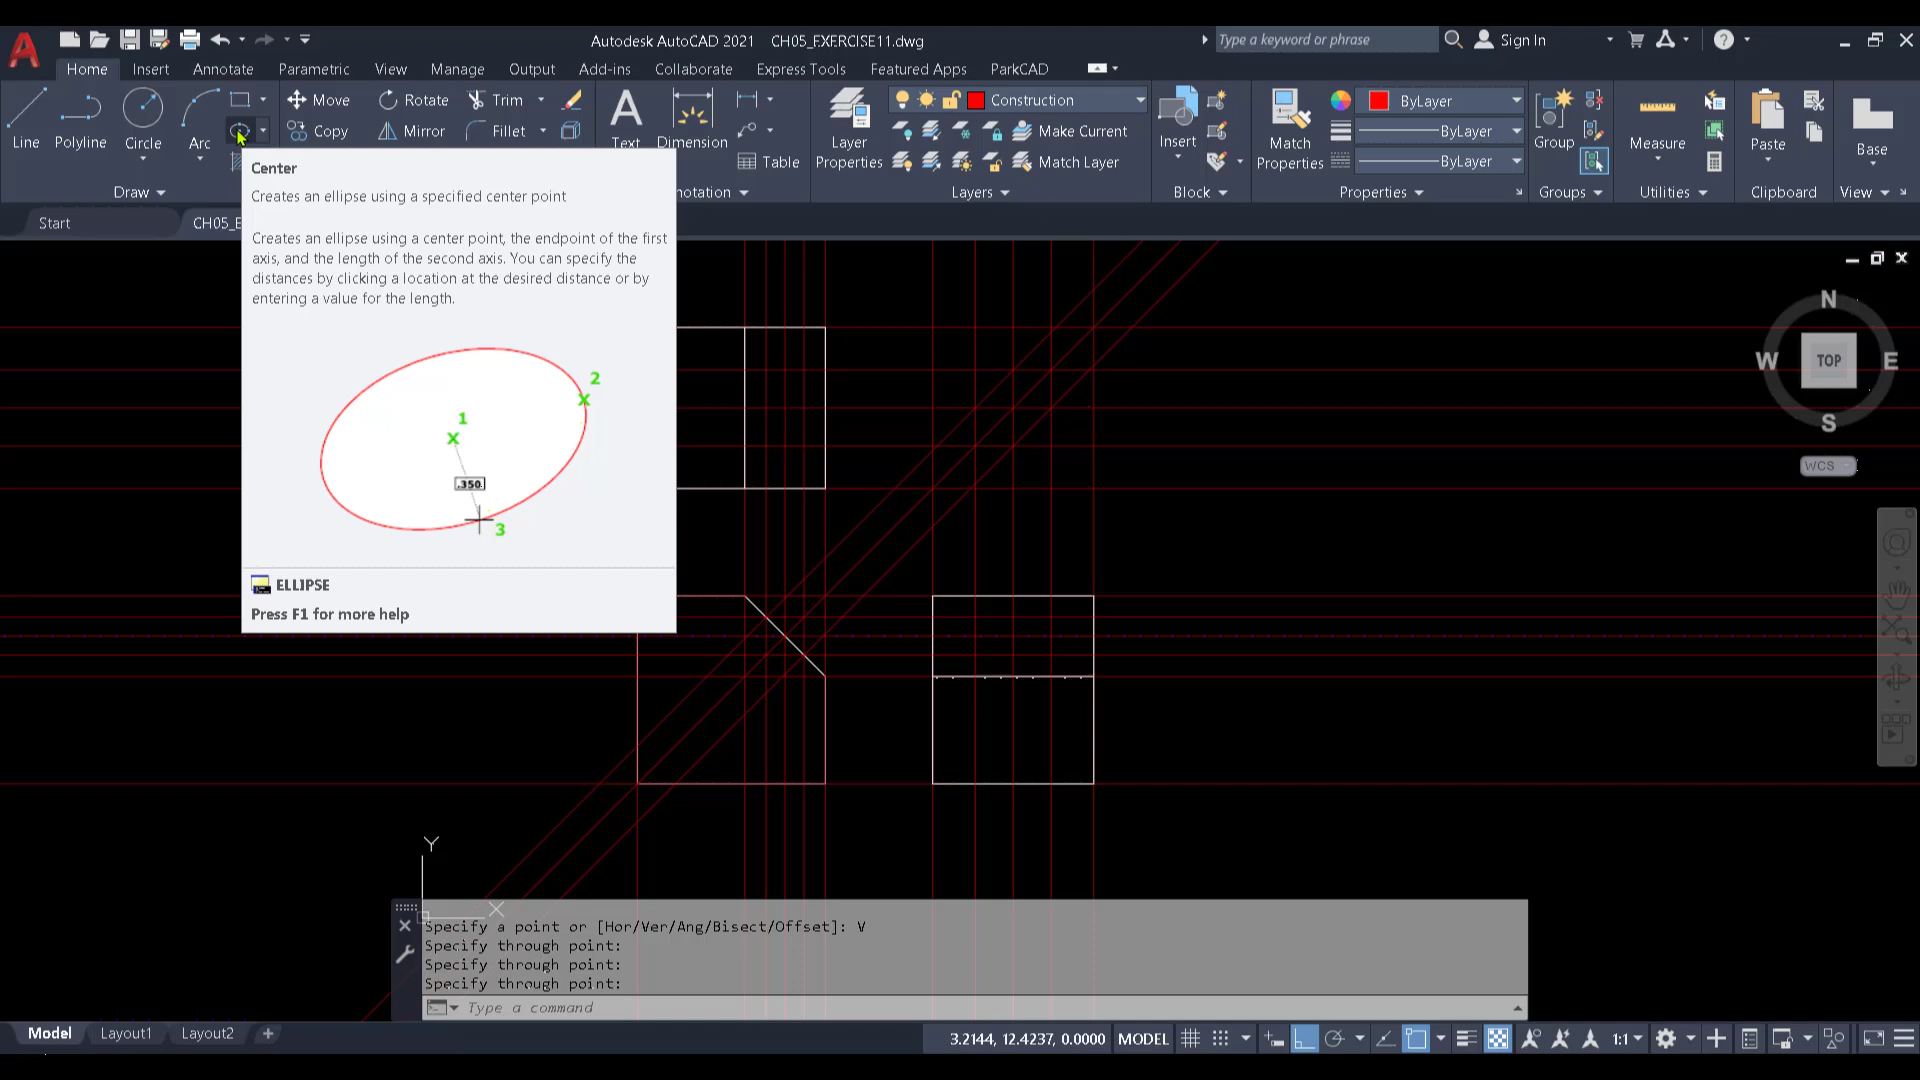 Autodesk AutoCAD 2021 CH05_EXERCISE11.dwg
Type a keyword or phrase
Sign In
Home Insert Annotate Parametric View Manage Output Add-ins Collaborate Express Tools Featured Apps ParkCAD
Line Polyline Circle Arc
Move Rotate Trim
Copy Mirror Fillet
Text Dimension
Table
Layer Properties
Construction
Make Current
Match Layer
Insert
Match Properties
ByLayer
ByLayer
ByLayer
Group
Measure
Paste
Base
Draw
Layers
Block
Properties
Groups
Utilities
Clipboard
View
Start
Center
Creates an ellipse using a specified center point
Creates an ellipse using a center point, the endpoint of the first
axis, and the length of the second axis. You can specify the
distances by clicking a location at the desired distance or by
entering a value for the length.
2
1
.350
3
ELLIPSE
Press F1 for more help
N
W TOP E
S
WCS
Y
X
Specify a point or [Hor/Ver/Ang/Bisect/Offset]: V
Specify through point:
Specify through point:
Specify through point:
Type a command
Model Layout1 Layout2
3.2144, 12.4237, 0.0000 MODEL
1:1